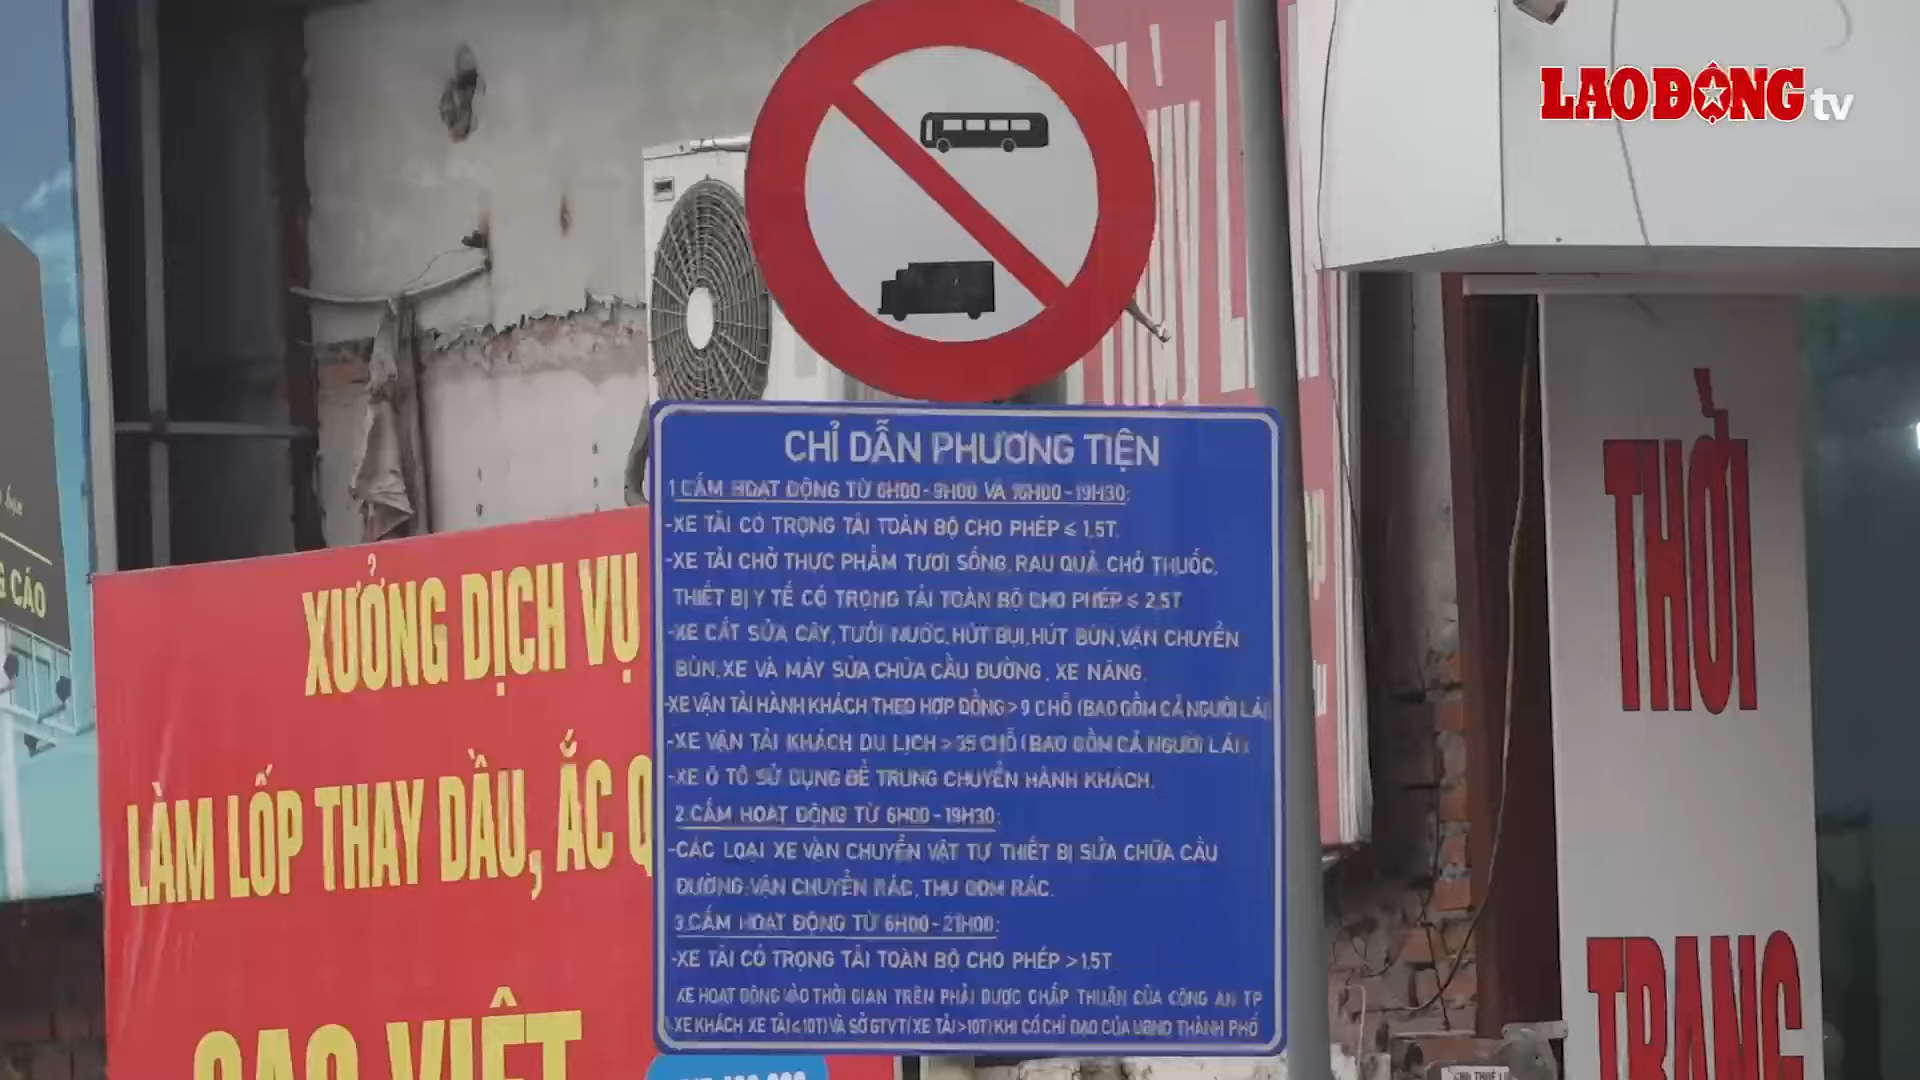 LAO ĐỘNG tv
CHỈ DẪN PHƯƠNG TIỆN
1.CẤM HOẠT ĐỘNG TỪ 6H00-9H00 VÀ 16H00-19H30:
-XE TẢI CÓ TRỌNG TẢI TOÀN BỘ CHO PHÉP ≤ 1,5T.
-XE TẢI CHỞ THỰC PHẨM TƯƠI SỐNG, RAU QUẢ CHỞ THUỐC,
THIẾT BỊ Y TẾ CÓ TRỌNG TẢI TOÀN BỘ CHO PHÉP ≤ 2,5T
-XE CẮT SỬA CÂY, TƯỚI NƯỚC, HÚT BỤI, HÚT BÙN, VẬN CHUYỂN
BÙN, XE VÀ MÁY SỬA CHỮA CẦU ĐƯỜNG, XE NÂNG.
-XE VẬN TẢI HÀNH KHÁCH THEO HỢP ĐỒNG > 9 CHỖ (BAO GỒM CẢ NGƯỜI LÁI)
-XE VẬN TẢI KHÁCH DU LỊCH > 35 CHỖ (BAO GỒM CẢ NGƯỜI LÁI)
-XE Ô TÔ SỬ DỤNG ĐỂ TRUNG CHUYỂN HÀNH KHÁCH.
2.CẤM HOẠT ĐỘNG TỪ 6H00-19H30:
-CÁC LOẠI XE VẬN CHUYỂN VẬT TƯ THIẾT BỊ SỬA CHỮA CẦU
ĐƯỜNG, VẬN CHUYỂN RÁC, THU GOM RÁC.
3.CẤM HOẠT ĐỘNG TỪ 6H00-21H00:
-XE TẢI CÓ TRỌNG TẢI TOÀN BỘ CHO PHÉP > 1,5T
XE HOẠT ĐỘNG VÀO THỜI GIAN TRÊN PHẢI ĐƯỢC CHẤP THUẬN CỦA CÔNG AN TP
(XE KHÁCH XE TẢI ≤ 10T) VÀ SỞ GTVT (XE TẢI > 10T) KHI CÓ CHỈ ĐẠO CỦA UBND THÀNH PHỐ
XƯỞNG DỊCH VỤ
LÀM LỐP THAY DẦU, ẮC Q
SAO VIỆT
CÁO
THỜI
TRANG